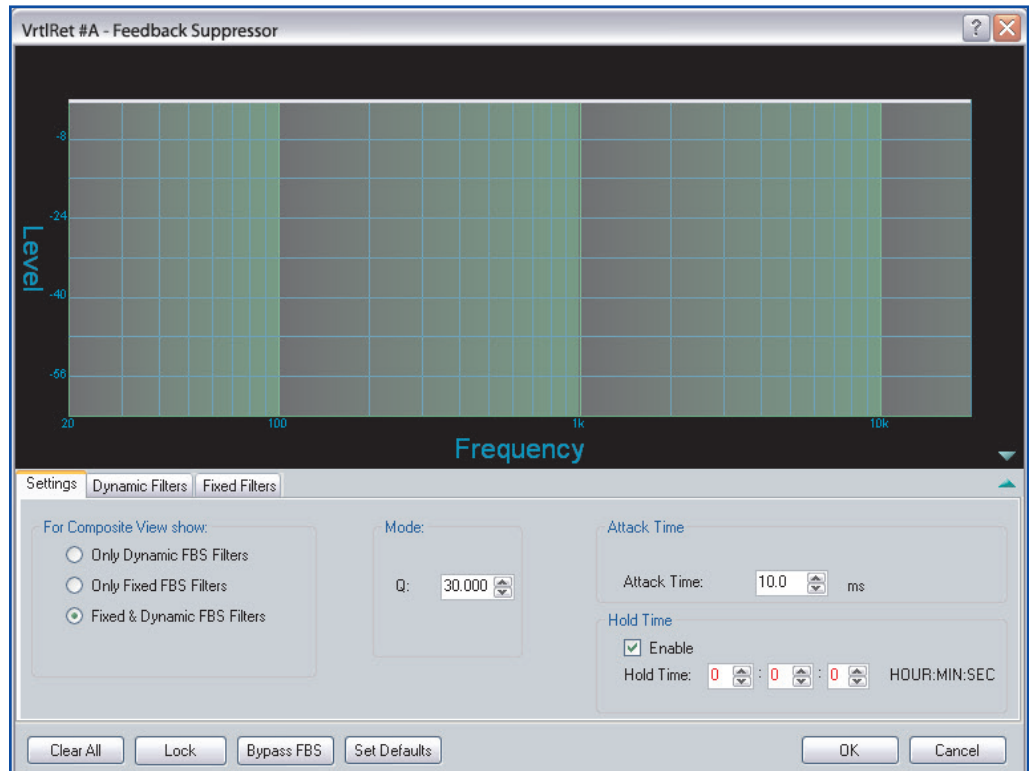 VrtlRet #A - Feedback Suppressor
?
-8
-24
-40
-56
Level
20 100 1k 10k
Frequency
Settings Dynamic Filters Fixed Filters
For Composite View show:
Only Dynamic FBS Filters
Only Fixed FBS Filters
Fixed & Dynamic FBS Filters
Mode:
Q: 30.000
Attack Time
Attack Time: 10.0 ms
Hold Time
Enable
Hold Time: 0 : 0 : 0 HOUR:MIN:SEC
Clear All Lock Bypass FBS Set Defaults OK Cancel